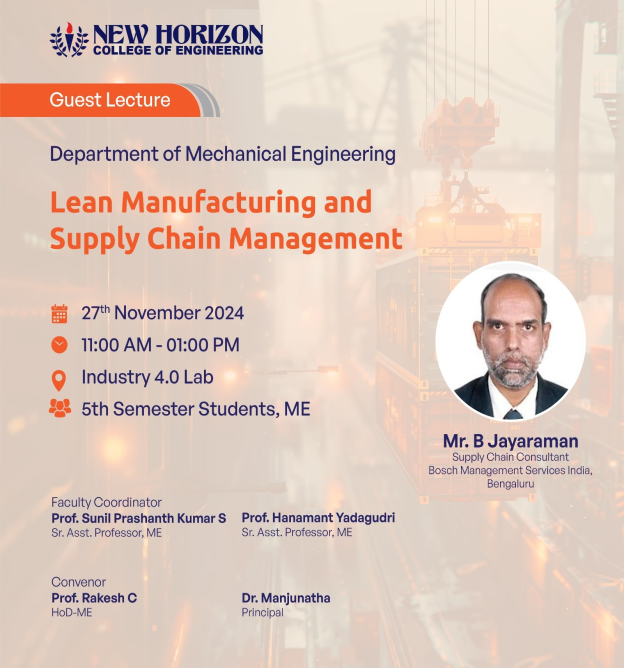 NEW HORIZON
COLLEGE OF ENGINEERING
Guest Lecture
Department of Mechanical Engineering
Lean Manufacturing and
Supply Chain Management
27th November 2024
11:00 AM - 01:00 PM
Industry 4.0 Lab
5th Semester Students, ME
Mr. B Jayaraman
Supply Chain Consultant
Bosch Management Services India,
Bengaluru
Faculty Coordinator
Prof. Sunil Prashanth Kumar S
Sr. Asst. Professor, ME
Prof. Hanamant Yadagudri
Sr. Asst. Professor, ME
Convenor
Prof. Rakesh C
HoD-ME
Dr. Manjunatha
Principal